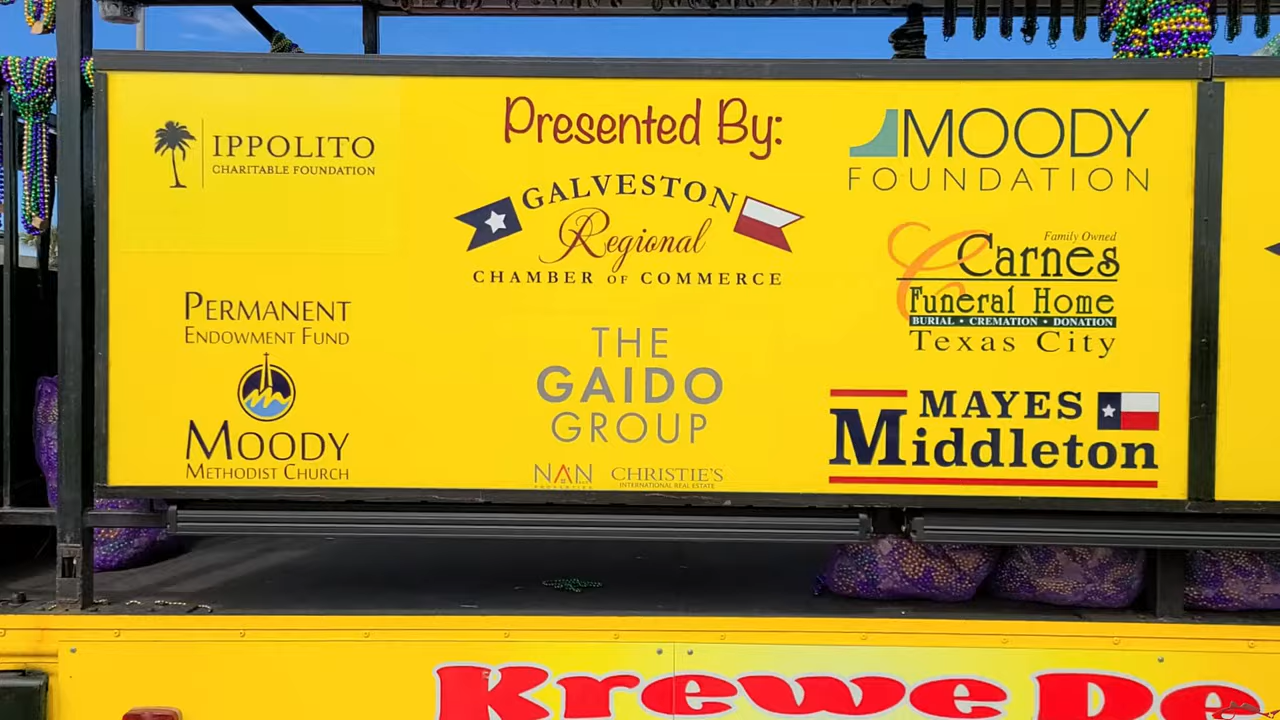 IPPOLITO
CHARITABLE FOUNDATION
PERMANENT
ENDOWMENT FUND
MOODY
METHODIST CHURCH
Presented By:
GALVESTON
Regional
CHAMBER OF COMMERCE
THE
GAIDO
GROUP
NAN
PROPERTIES
CHRISTIE'S
INTERNATIONAL REAL ESTATE
MOODY
FOUNDATION
Family Owned
Carnes
Funeral Home
BURIAL • CREMATION • DONATION
Texas City
MAYES
Middleton
Krewe De